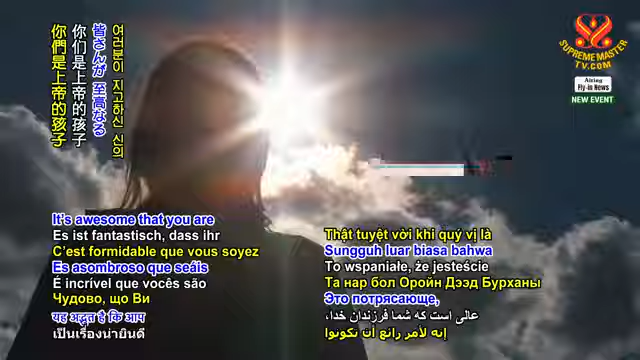 你們是上帝的孩子
你们是上帝的孩子
皆さんが 至高なる
여러분이 지고하신 신의
SUPREME MASTER
TV.COM
Airing
Fly-in News
NEW EVENT
It's awesome that you are
Es ist fantastisch, dass ihr
C'est formidable que vous soyez
Es asombroso que seáis
É incrível que vocês são
Чудово, що Ви
यह अद्भुत है कि आप
เป็นเรื่องน่ายินดี
Thật tuyệt vời khi quý vị là
Sungguh luar biasa bahwa
To wspaniałe, że jesteście
Та нар бол Оройн Дээд Бурханы
Это потрясающе,
عالی است که شما فرزندان خدا،
إنه لأمر رائع أن تكونوا